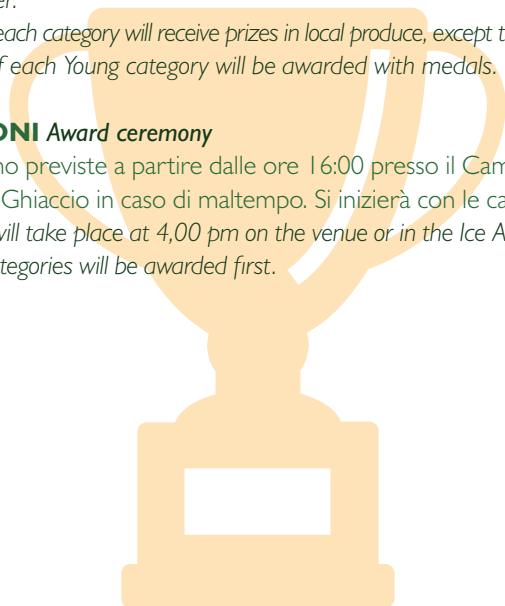 er.
each category will receive prizes in local produce, except t
f each Young category will be awarded with medals.
ONI Award ceremony
no previste a partire dalle ore 16:00 presso il Cam
Ghiaccio in caso di maltempo. Si inizierà con le ca
will take place at 4,00 pm on the venue or in the Ice A
tegories will be awarded first.